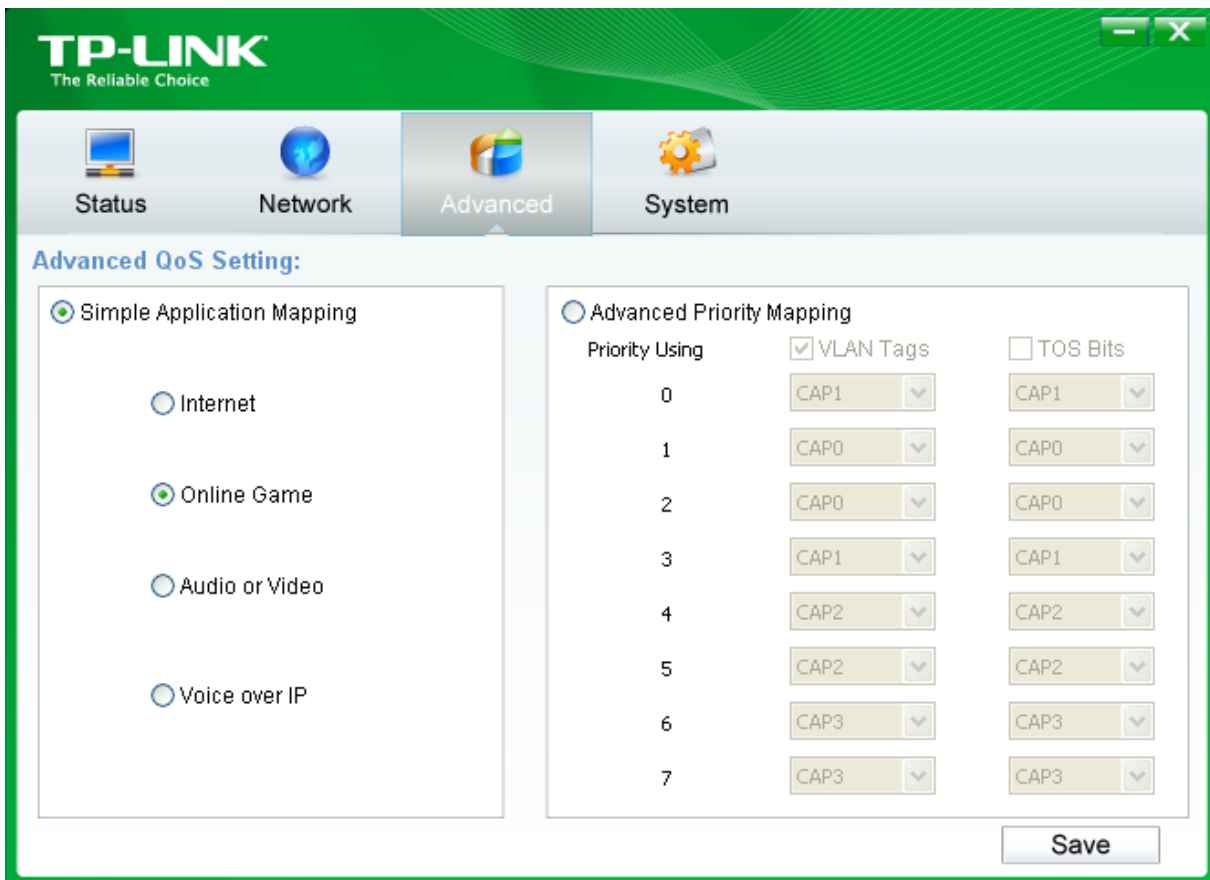 TP-LINK
The Reliable Choice
Status Network Advanced System
Advanced QoS Setting:
Simple Application Mapping
Internet
Online Game
Audio or Video
Voice over IP
Advanced Priority Mapping
Priority Using VLAN Tags TOS Bits
0 CAP1 CAP1
1 CAP0 CAP0
2 CAP0 CAP0
3 CAP1 CAP1
4 CAP2 CAP2
5 CAP2 CAP2
6 CAP3 CAP3
7 CAP3 CAP3
Save